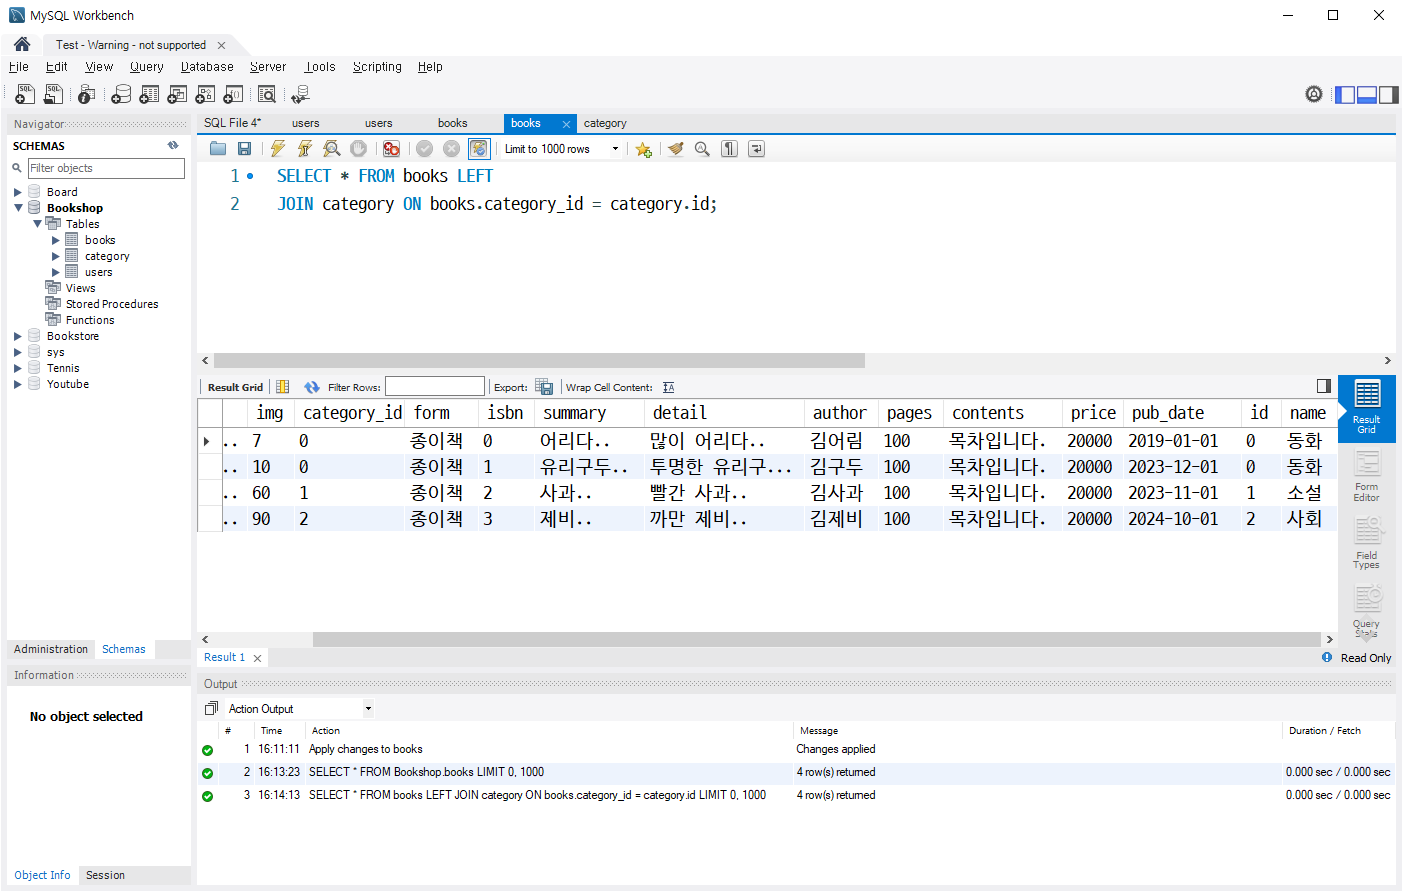 MySQL Workbench
Test - Warning - not supported
File Edit View Query Database Server Tools Scripting Help
Navigator
SCHEMAS
Filter objects
Board
Bookshop
Tables
books
category
users
Views
Stored Procedures
Functions
Bookstore
sys
Tennis
Youtube
Administration Schemas
Information
No object selected
Object Info Session
SQL File 4* users users books books category
Limit to 1000 rows
1 SELECT * FROM books LEFT
2 JOIN category ON books.category_id = category.id;
Result Grid Filter Rows: Export: Wrap Cell Content:
img category_id form isbn summary detail author pages contents price pub_date id name
.. 7 0 종이책 0 어리다.. 많이 어리다.. 김어림 100 목차입니다. 20000 2019-01-01 0 동화
.. 10 0 종이책 1 유리구두.. 투명한 유리구... 김구두 100 목차입니다. 20000 2023-12-01 0 동화
.. 60 1 종이책 2 사과.. 빨간 사과.. 김사과 100 목차입니다. 20000 2023-11-01 1 소설
.. 90 2 종이책 3 제비.. 까만 제비.. 김제비 100 목차입니다. 20000 2024-10-01 2 사회
Result
Grid
Form
Editor
Field
Types
Query
Stats
Result 1
Read Only
Output
Action Output
# Time Action Message Duration / Fetch
1 16:11:11 Apply changes to books Changes applied
2 16:13:23 SELECT * FROM Bookshop.books LIMIT 0, 1000 4 row(s) returned 0.000 sec / 0.000 sec
3 16:14:13 SELECT * FROM books LEFT JOIN category ON books.category_id = category.id LIMIT 0, 1000 4 row(s) returned 0.000 sec / 0.000 sec